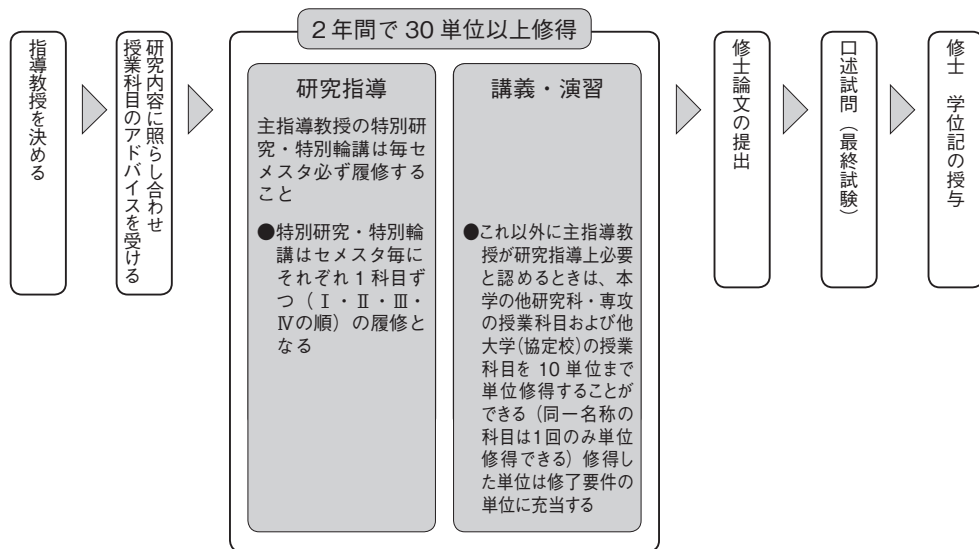 指導教授を決める
研究内容に照らし合わせ
授業科目のアドバイスを受ける
2年間で30単位以上修得
研究指導
主指導教授の特別研
究・特別輪講は毎セ
メスタ必ず履修する
こと
●特別研究・特別輪
講はセメスタ毎に
それぞれ1科目ず
つ（Ⅰ・Ⅱ・Ⅲ・
Ⅳの順）の履修と
なる
講義・演習
●これ以外に主指導教
授が研究指導上必要
と認めるときは、本
学の他研究科・専攻
の授業科目および他
大学（協定校）の授業
科目を10単位まで
単位修得することが
できる（同一名称の
科目は1回のみ単位
修得できる）修得し
た単位は修了要件の
単位に充当する
修士論文の提出
口述試問（最終試験）
修士　学位記の授与